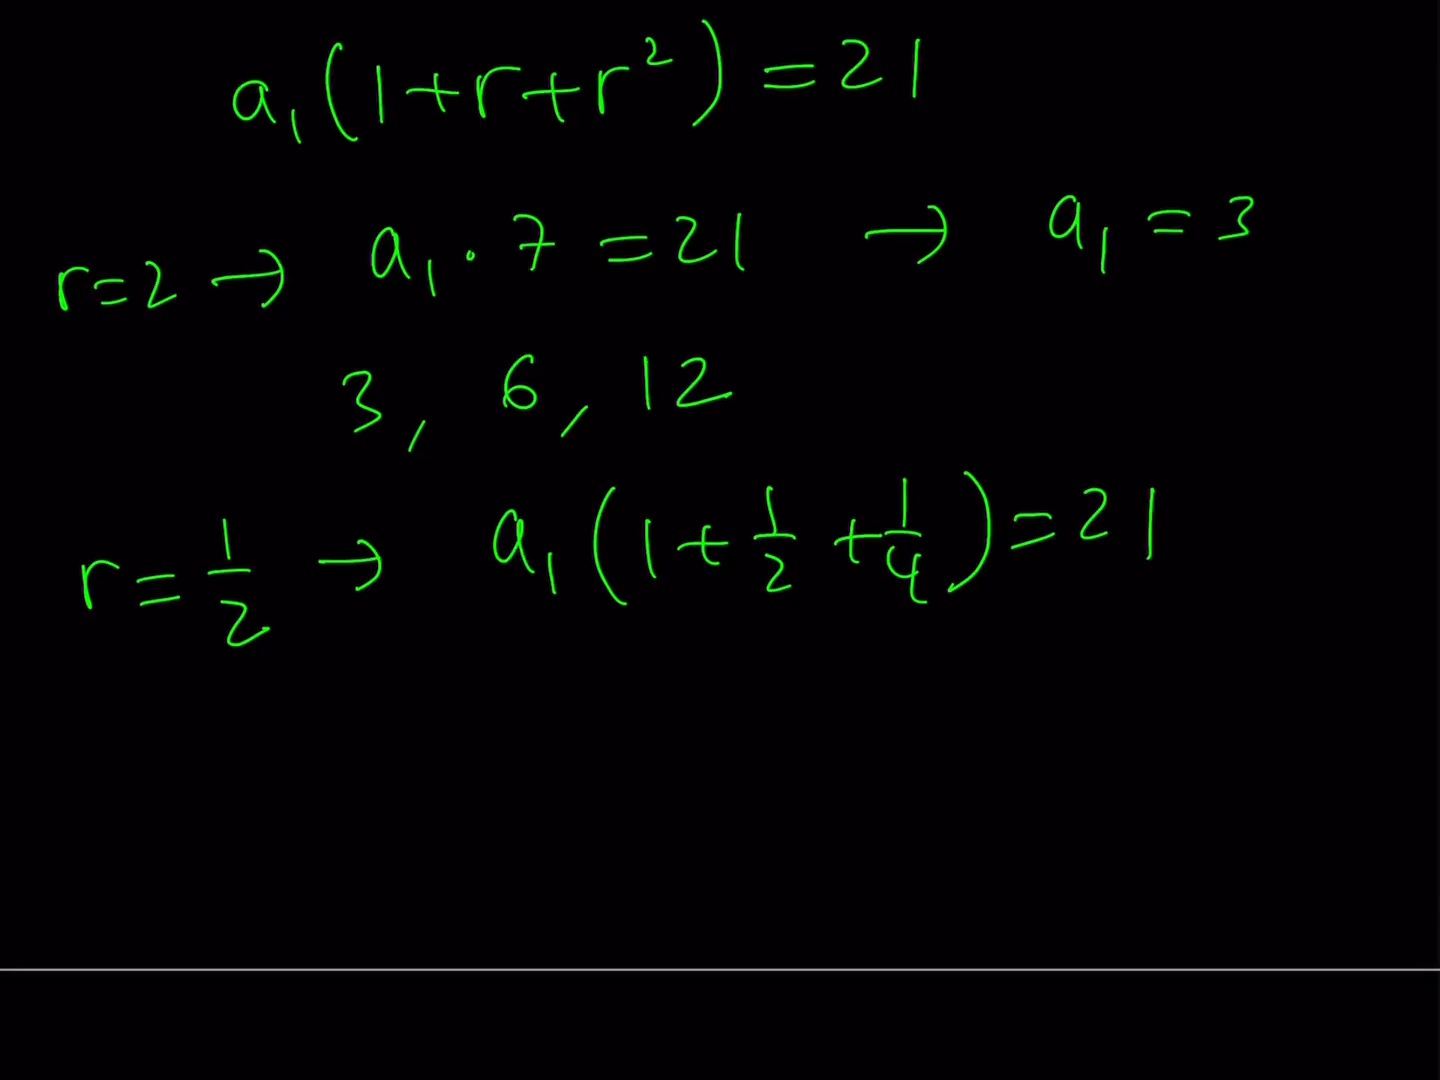 a₁(1+r+r²)=21
r=2 → a₁·7=21 → a₁=3
3, 6, 12
r=1/2 → a₁(1+1/2+1/4)=21